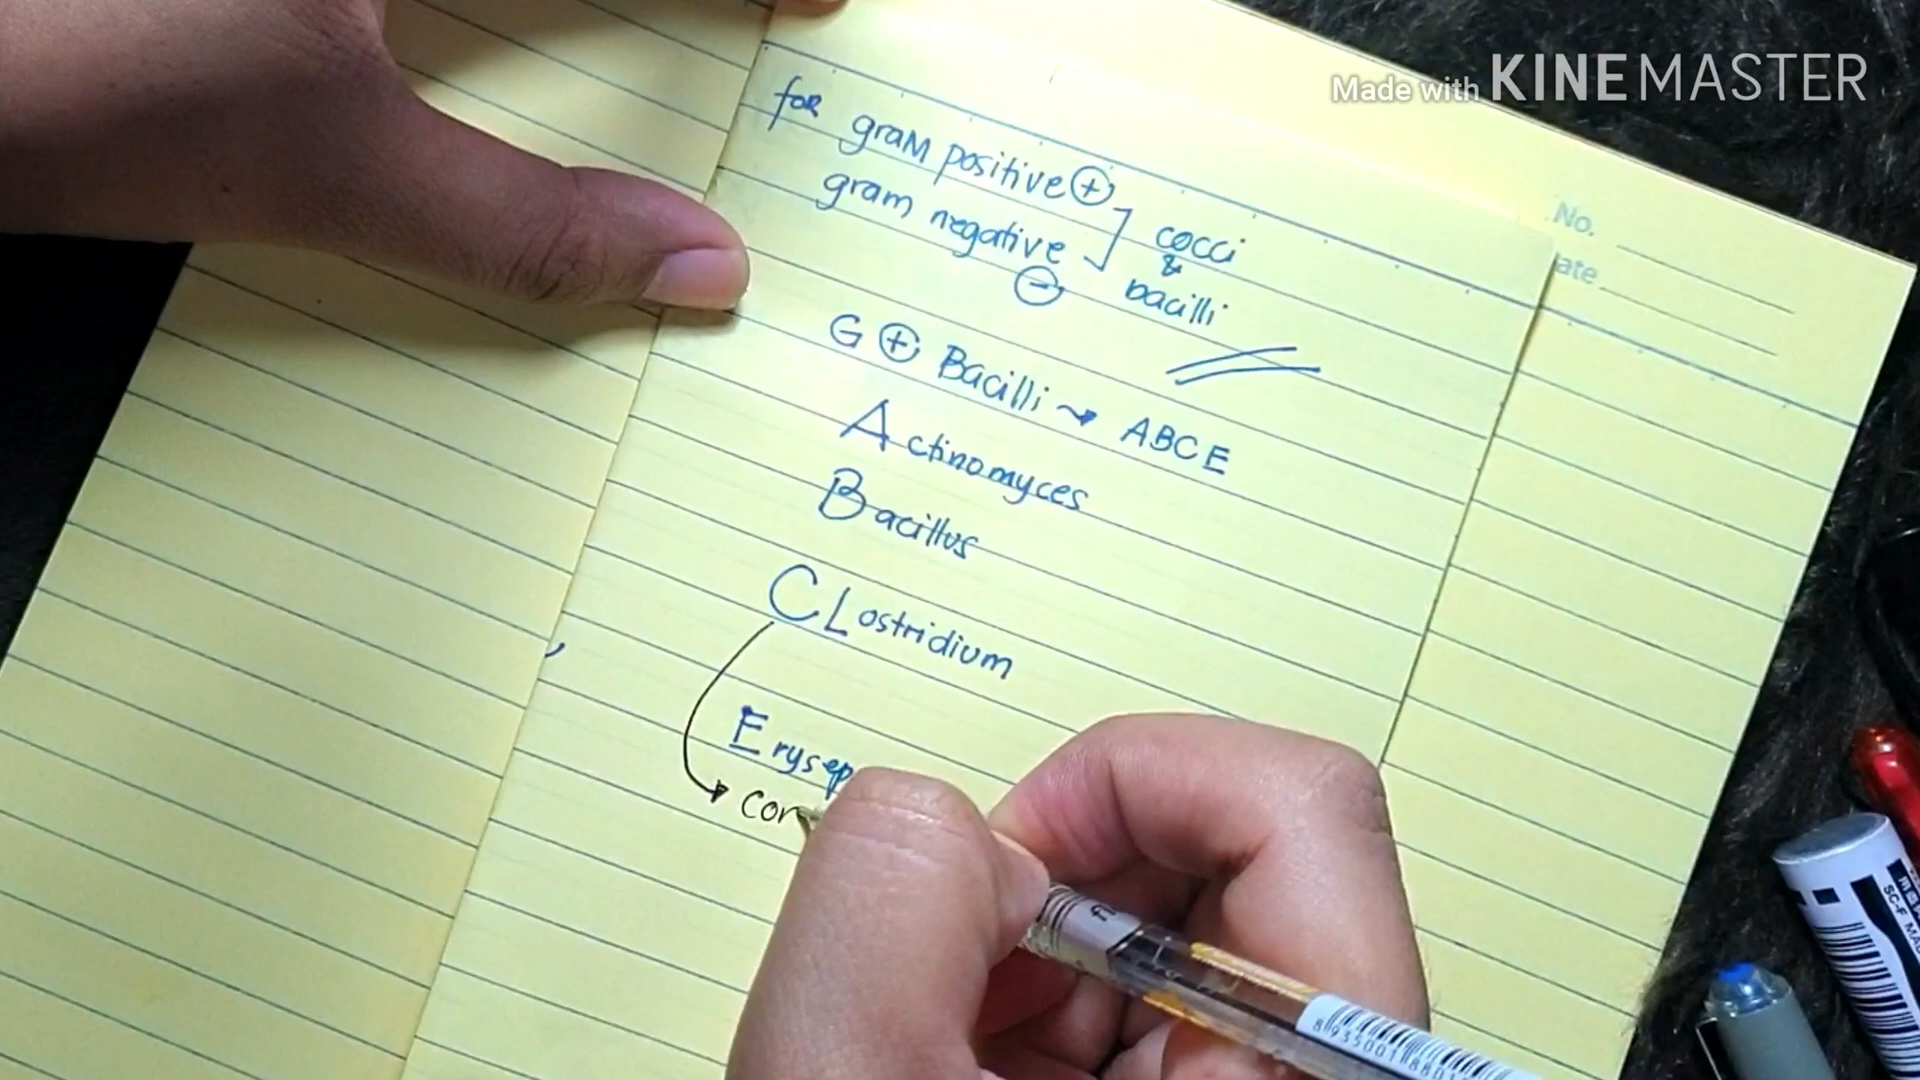 Made with KINEMASTER
No.
ate
for gram positive ⊕
gram negative ⊖
] cocci
&
bacilli
G ⊕ Bacilli → ABCE
Actinomyces
Bacillus
CLostridium
Erysep
cor
8935001880